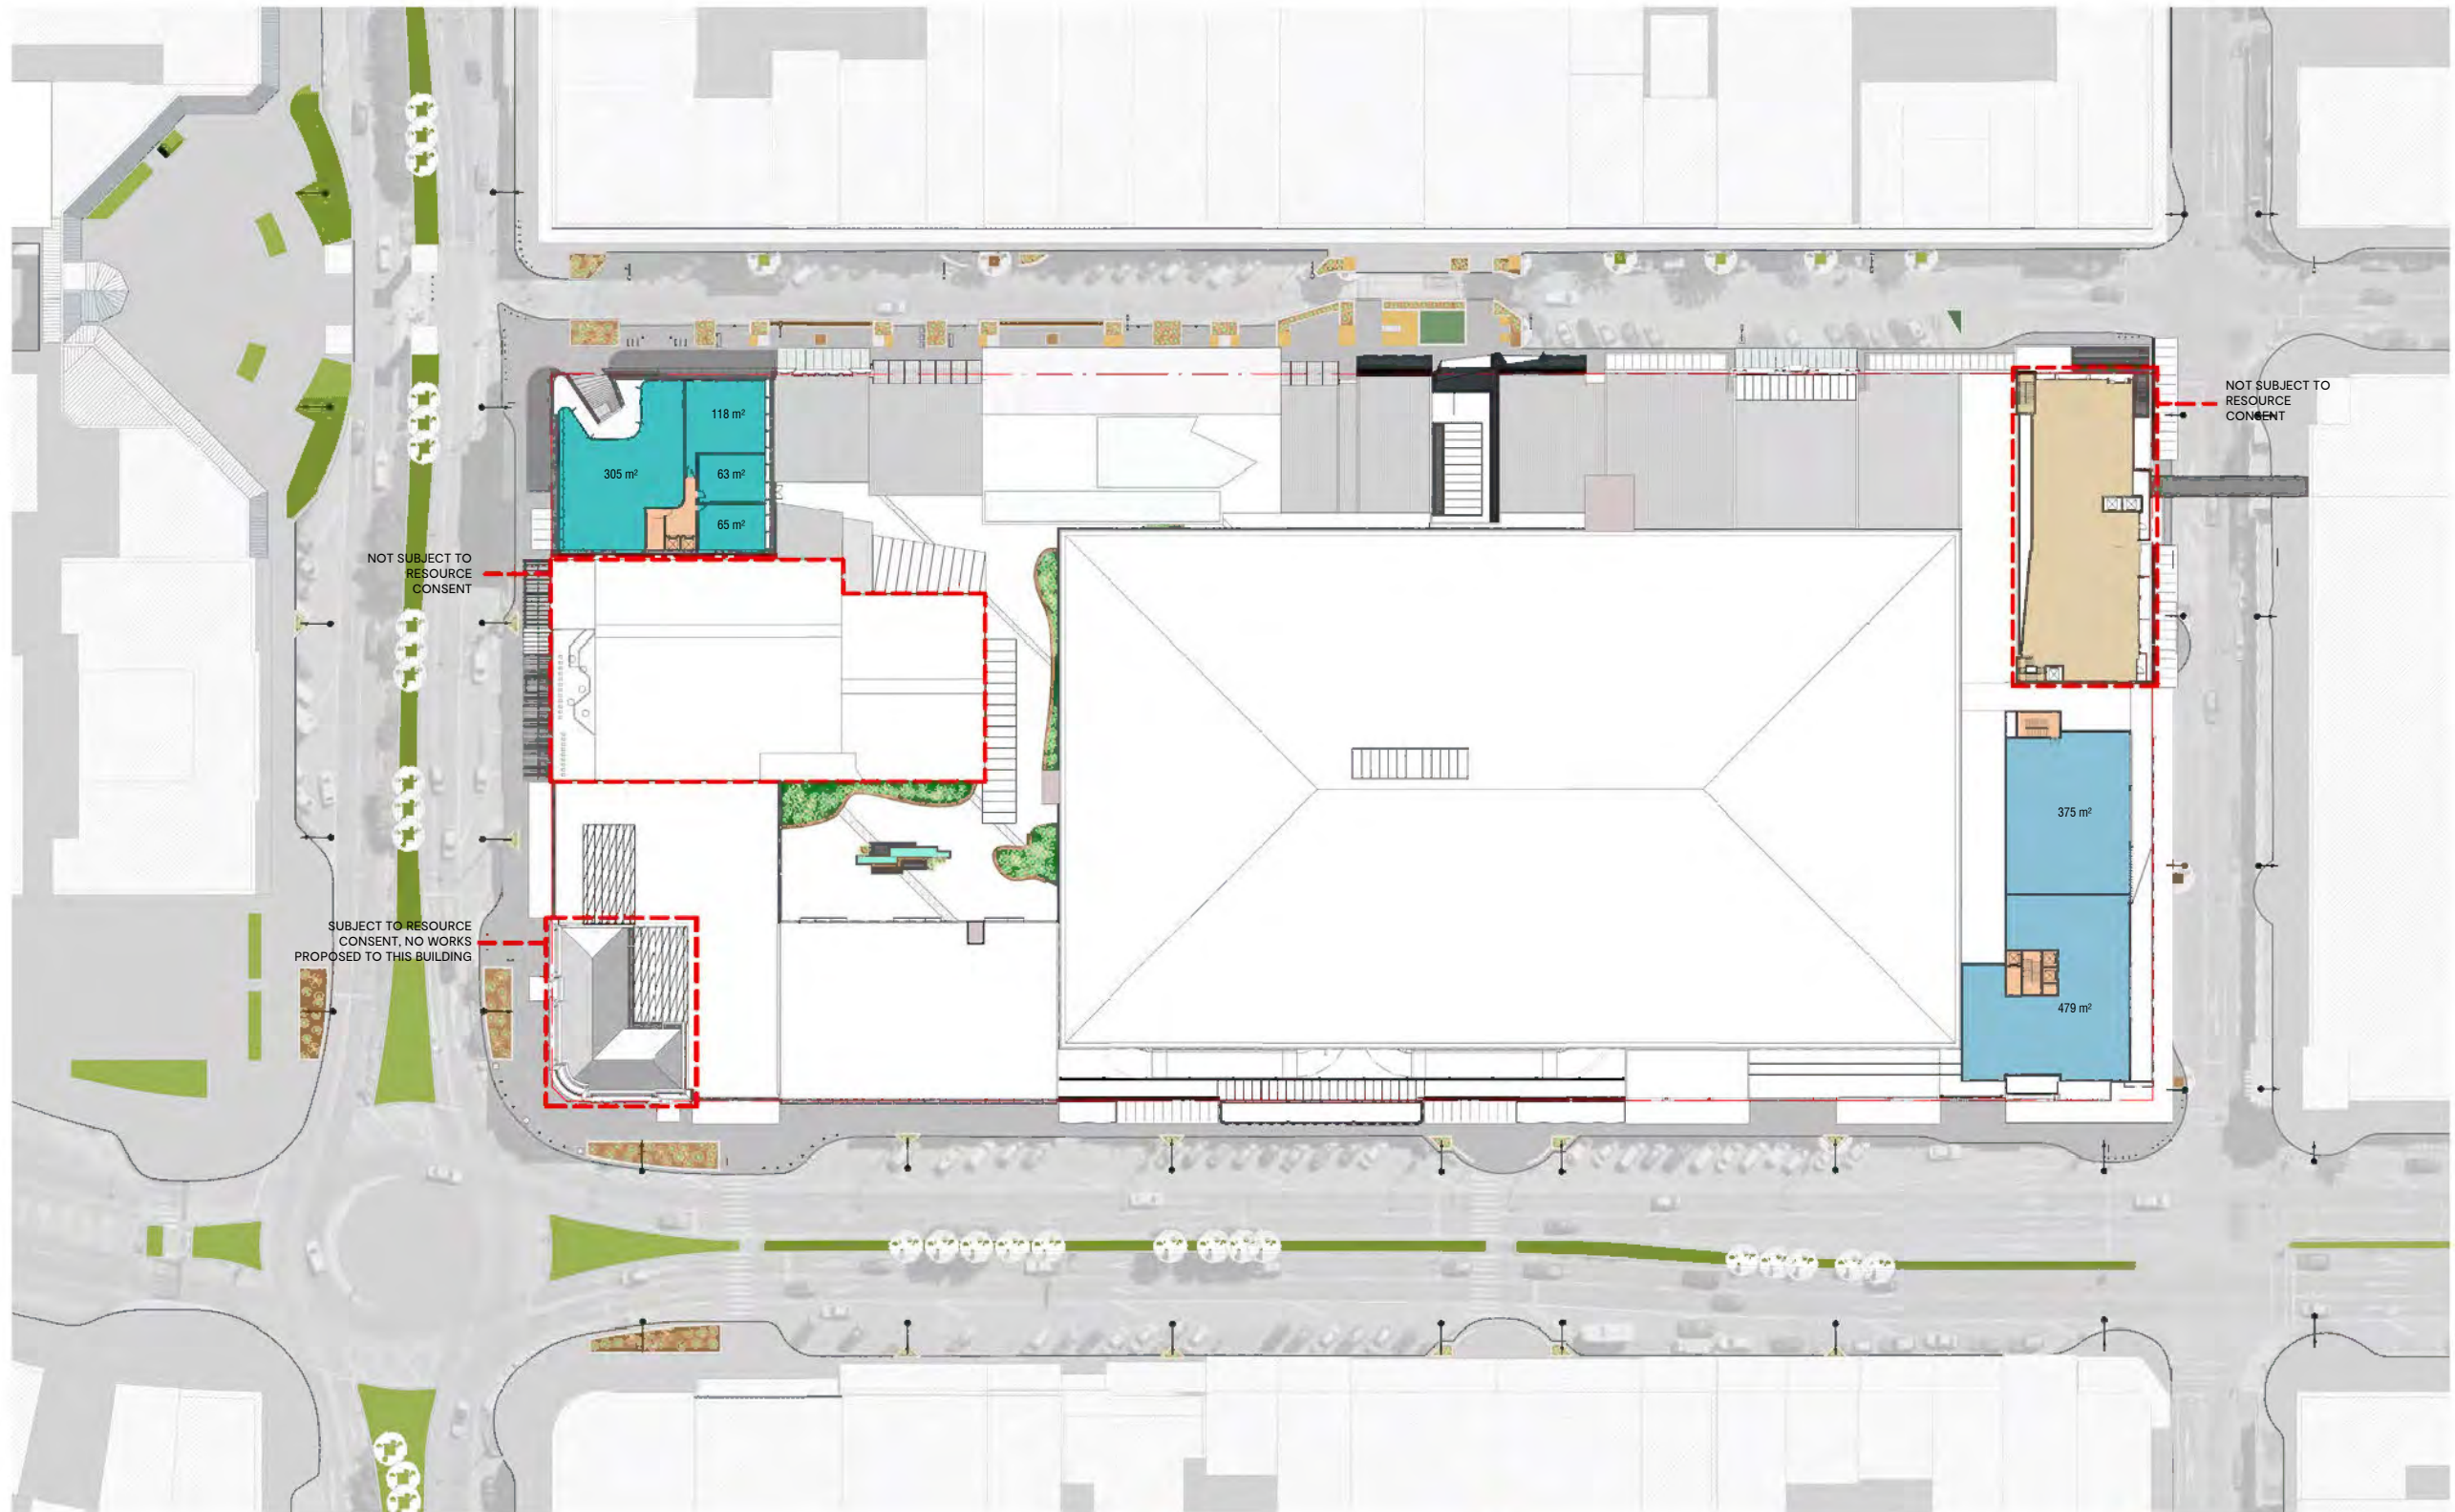 NOT SUBJECT TO
RESOURCE
CONSENT
118 m²
305 m²
63 m²
65 m²
NOT SUBJECT TO
RESOURCE
CONSENT
375 m²
SUBJECT TO RESOURCE
CONSENT, NO WORKS
PROPOSED TO THIS BUILDING
479 m²